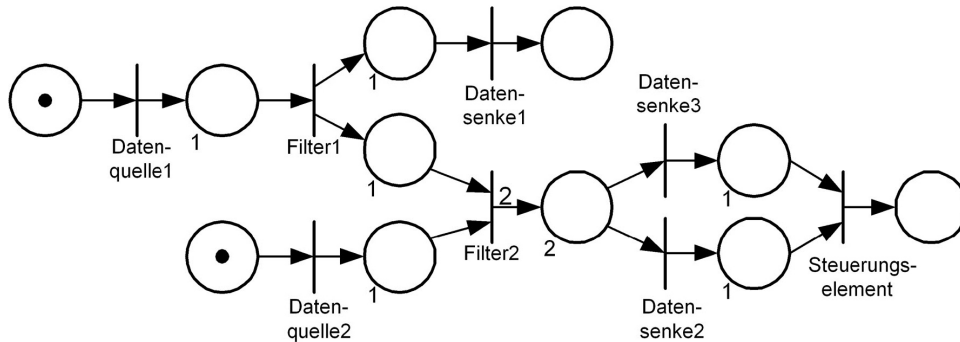 1
Daten-
senke1
Daten-
quelle1
1
Filter1
1
Daten-
senke3
1
2
Filter2
2
Daten-
quelle2
1
Daten-
senke2
1
Steuerungs-
element